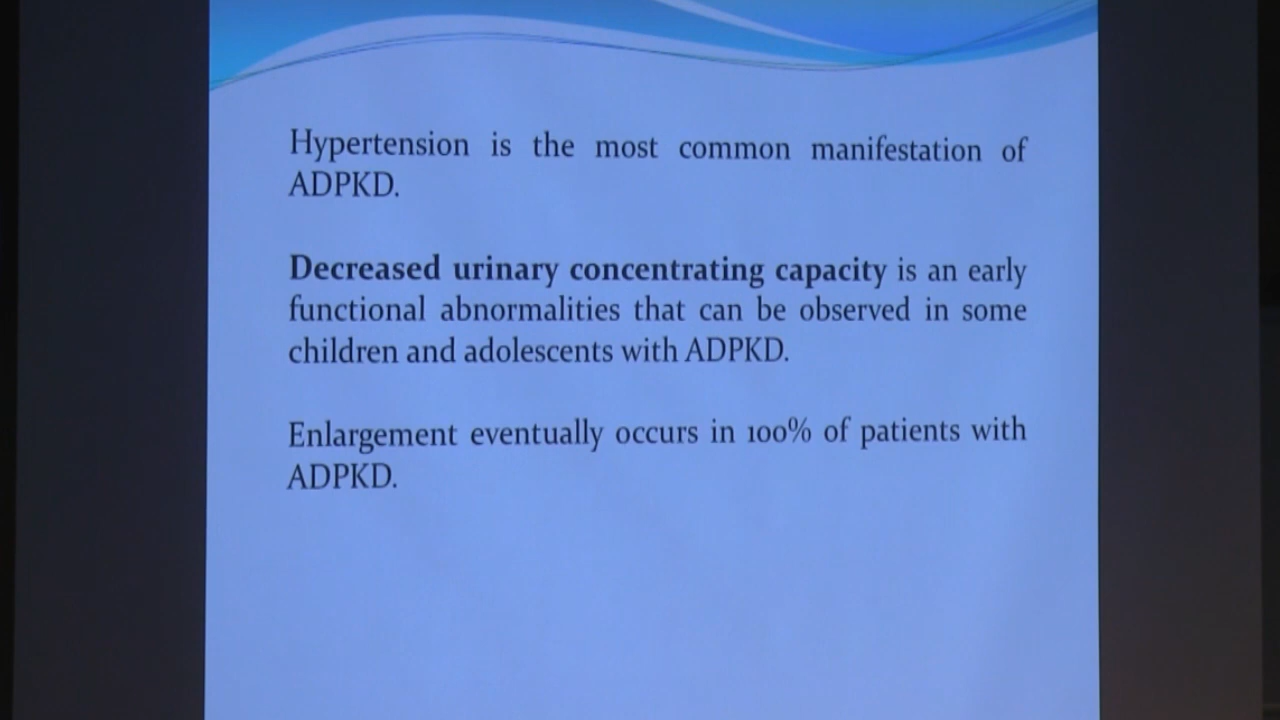 Hypertension is the most common manifestation of
ADPKD.
Decreased urinary concentrating capacity is an early
functional abnormalities that can be observed in some
children and adolescents with ADPKD.
Enlargement eventually occurs in 100% of patients with
ADPKD.